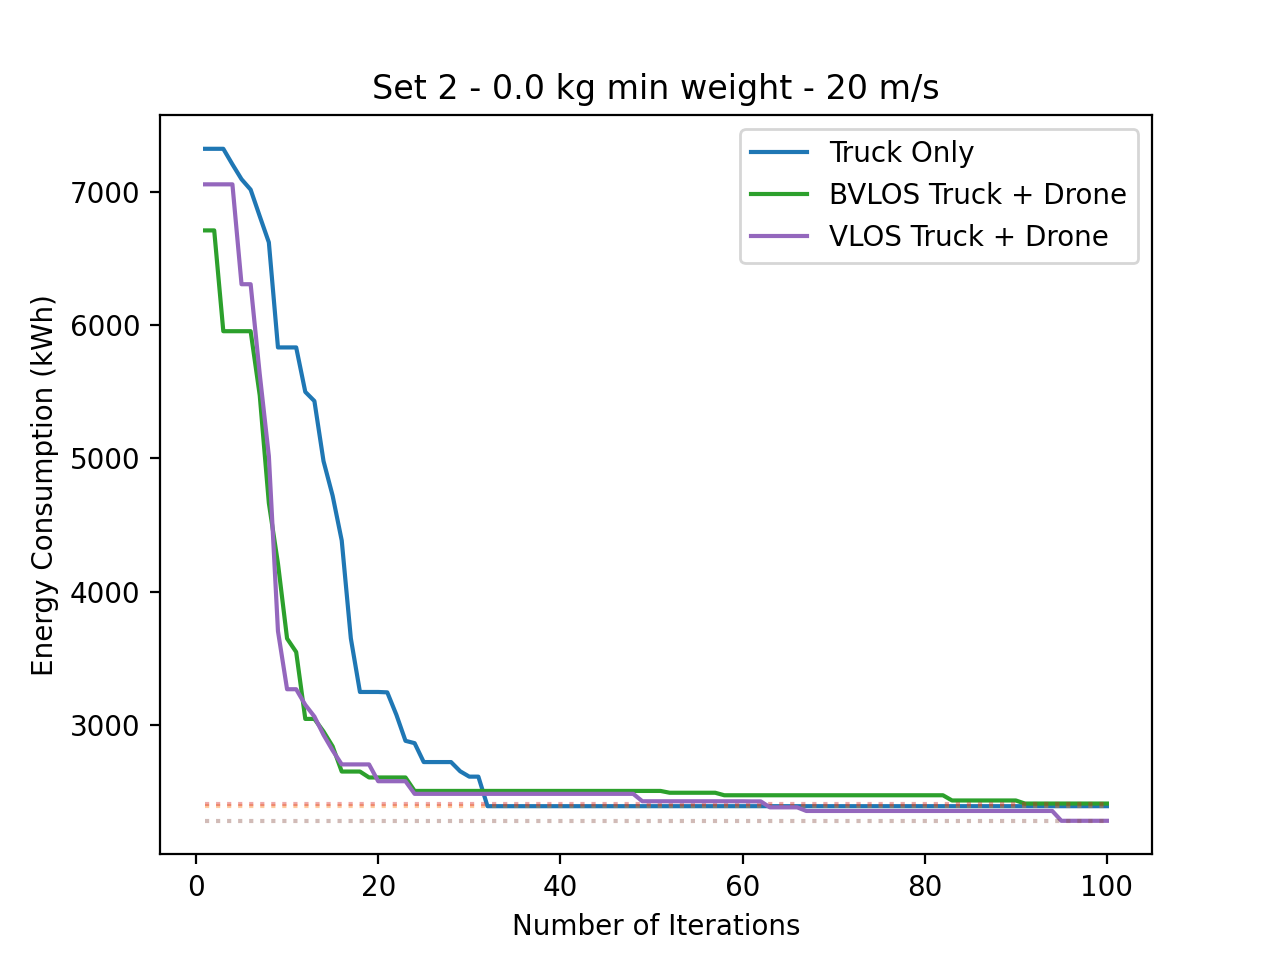 Set 2 - 0.0 kg min weight - 20 m/s
Truck Only
BVLOS Truck + Drone
VLOS Truck + Drone
Energy Consumption (kWh)
7000
6000
5000
4000
3000
0 20 40 60 80 100
Number of Iterations